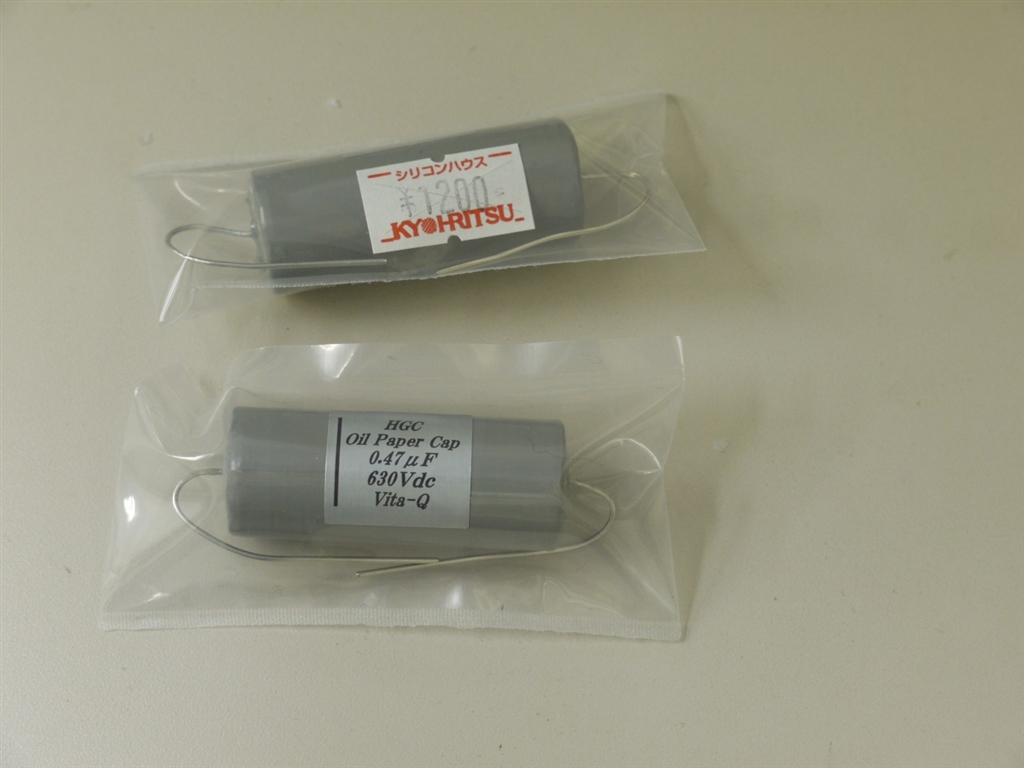 シリコンハウス
¥1200-
KYOHRITSU
HGC
Oil Paper Cap
0.47μF
630Vdc
Vita-Q